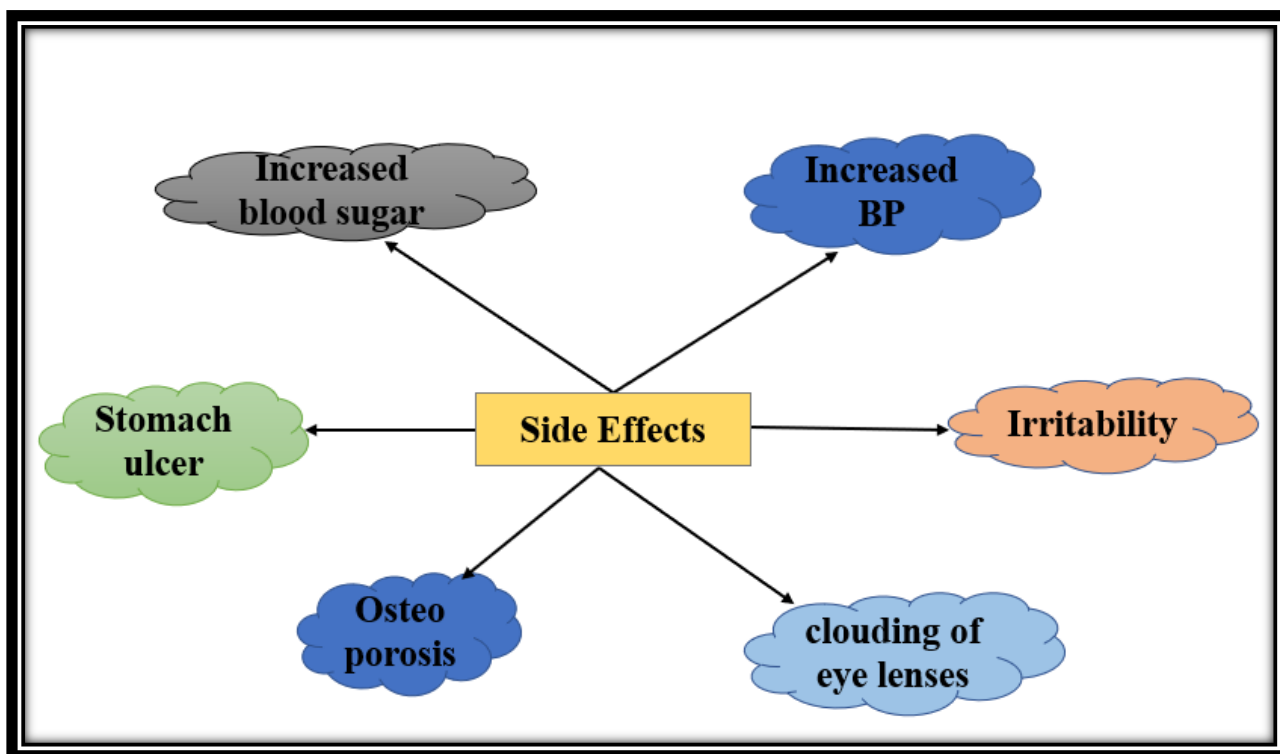 Increased
blood sugar
Increased
BP
Stomach
ulcer
Side Effects
Irritability
Osteo
porosis
clouding of
eye lenses